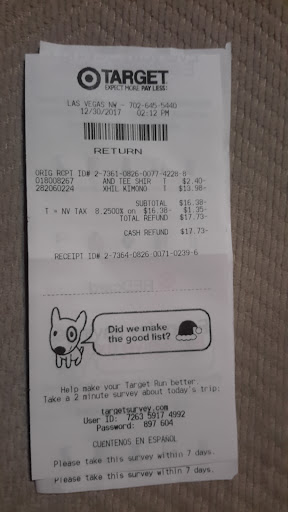 TARGET
EXPECT MORE. PAY LESS.
LAS VEGAS NW - 702-645-5440
12/30/2017 02:12 PM
RETURN
ORIG RCPT ID# 2-7361-0826-0077-4228-8
018008267 AND TEE SHIR T $2.40-
282060224 XHIL KIMONO T $13.98-
SUBTOTAL $16.38-
T = NV TAX 8.2500% on $16.38- $1.35-
TOTAL REFUND $17.73-
CASH REFUND $17.73-
RECEIPT ID# 2-7364-0826-0071-0239-6
Did we make
the good list?
Help make your Target Run better.
Take a 2 minute survey about today's trip:
targetsurvey.com
User ID: 7263 5917 4992
Password: 897 604
CUENTENOS EN ESPAÑOL
Please take this survey within 7 days.
Please take this survey within 7 days.